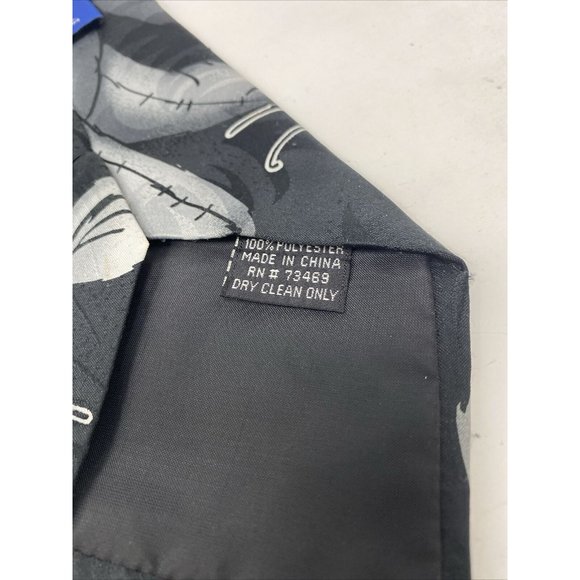 100% POLYESTER
MADE IN CHINA
RN # 73469
DRY CLEAN ONLY